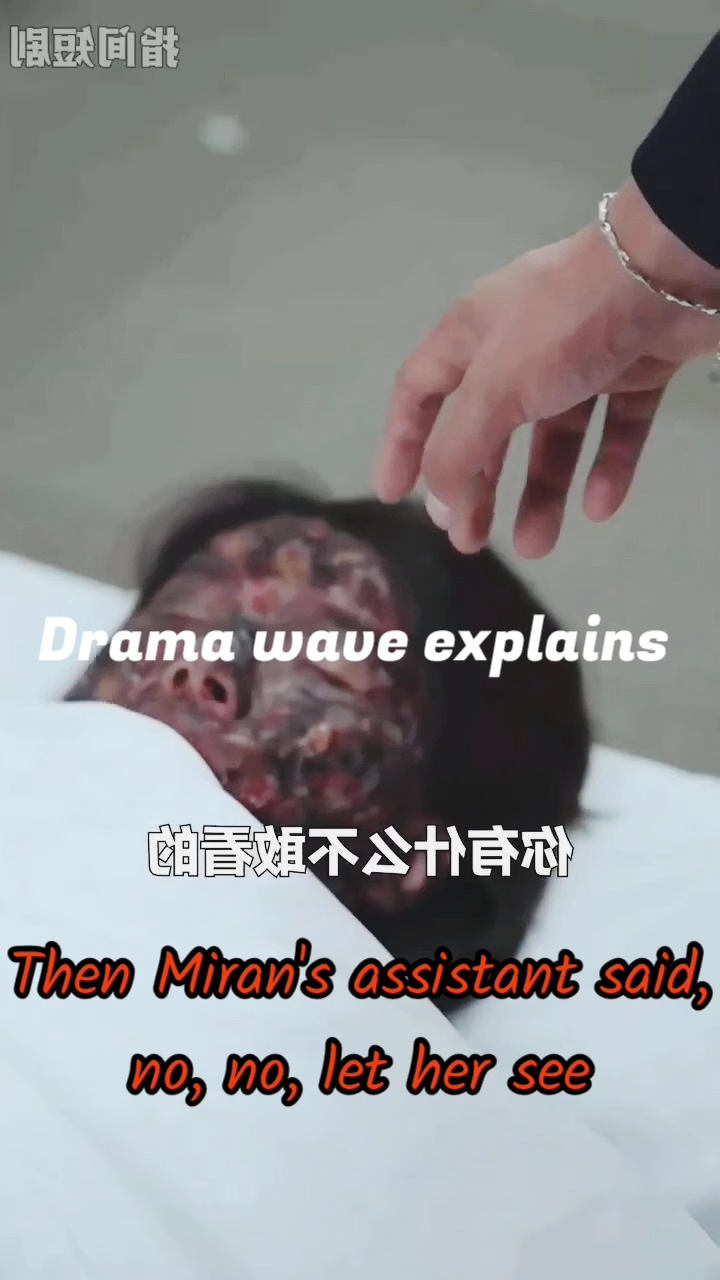 指间短剧
Drama wave explains
你有什么不敢看的
Then Miran's assistant said,
no, no, let her see